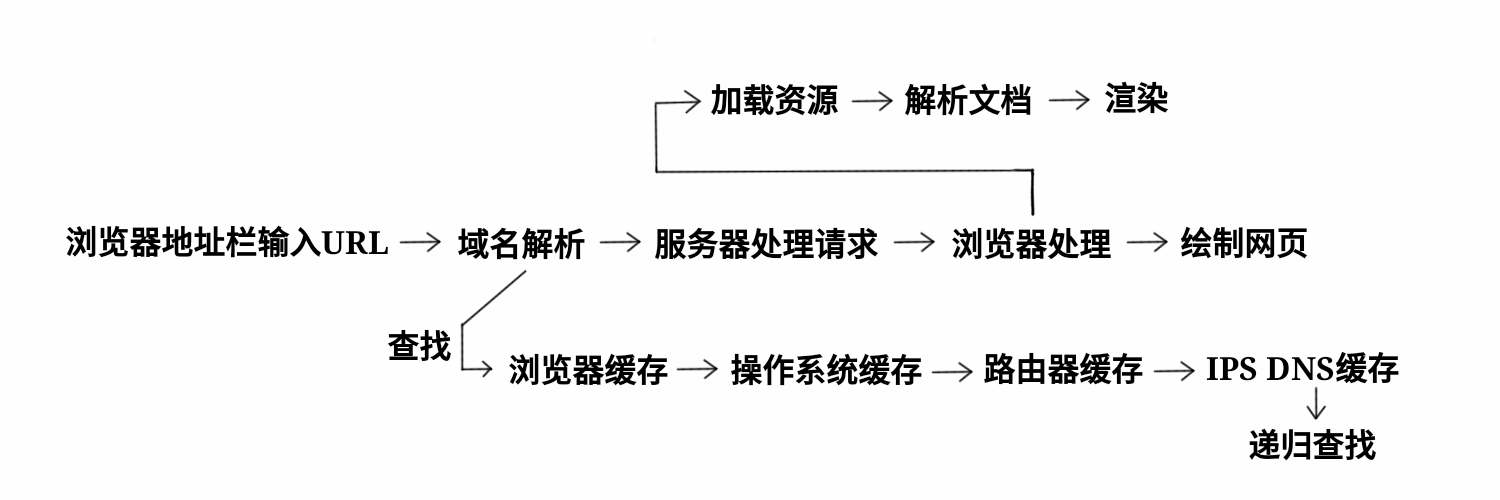 加载资源 → 解析文档 → 渲染
浏览器地址栏输入URL → 域名解析 → 服务器处理请求 → 浏览器处理 → 绘制网页
查找
浏览器缓存 → 操作系统缓存 → 路由器缓存 → IPS DNS缓存
递归查找